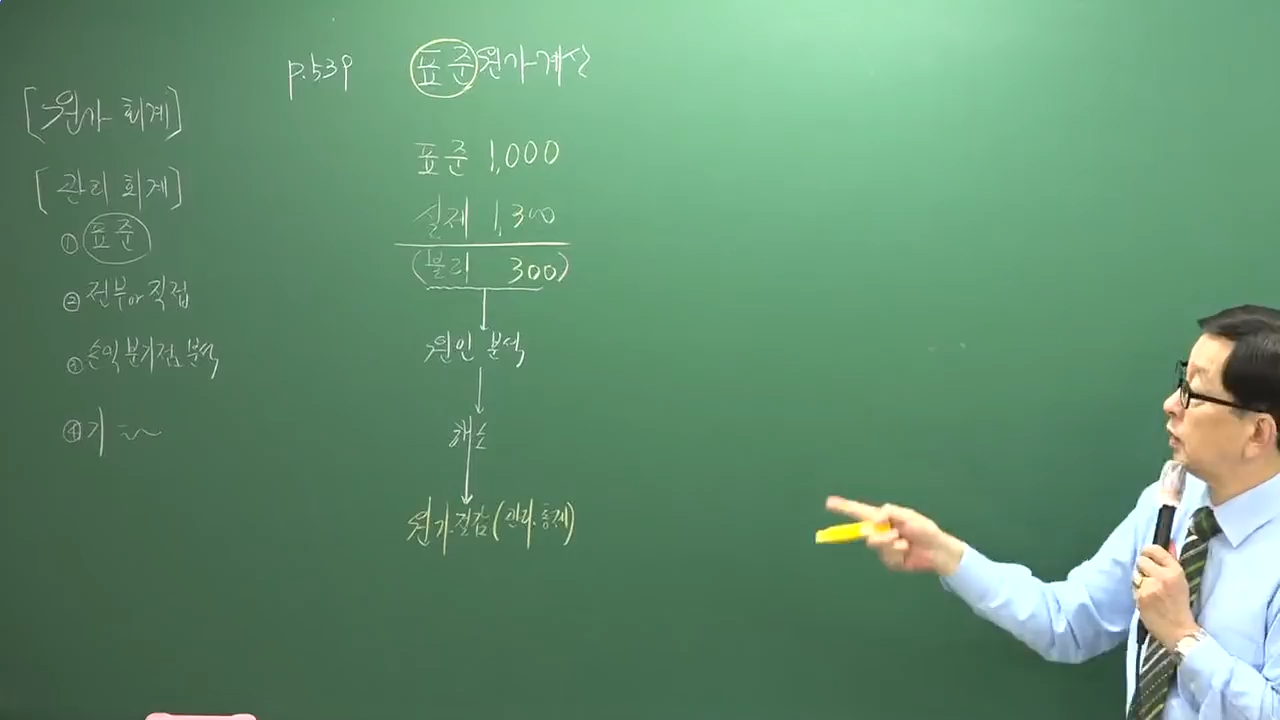 p.539 표준원가계산
[원가회계]
[관리회계]
① 표준
② 전부와 직접
③ 손익분기점 분석
④ 기
표준 1,000
실제 1,300
(불리 300)
원인 분석
해소
원가절감(관리.통제)